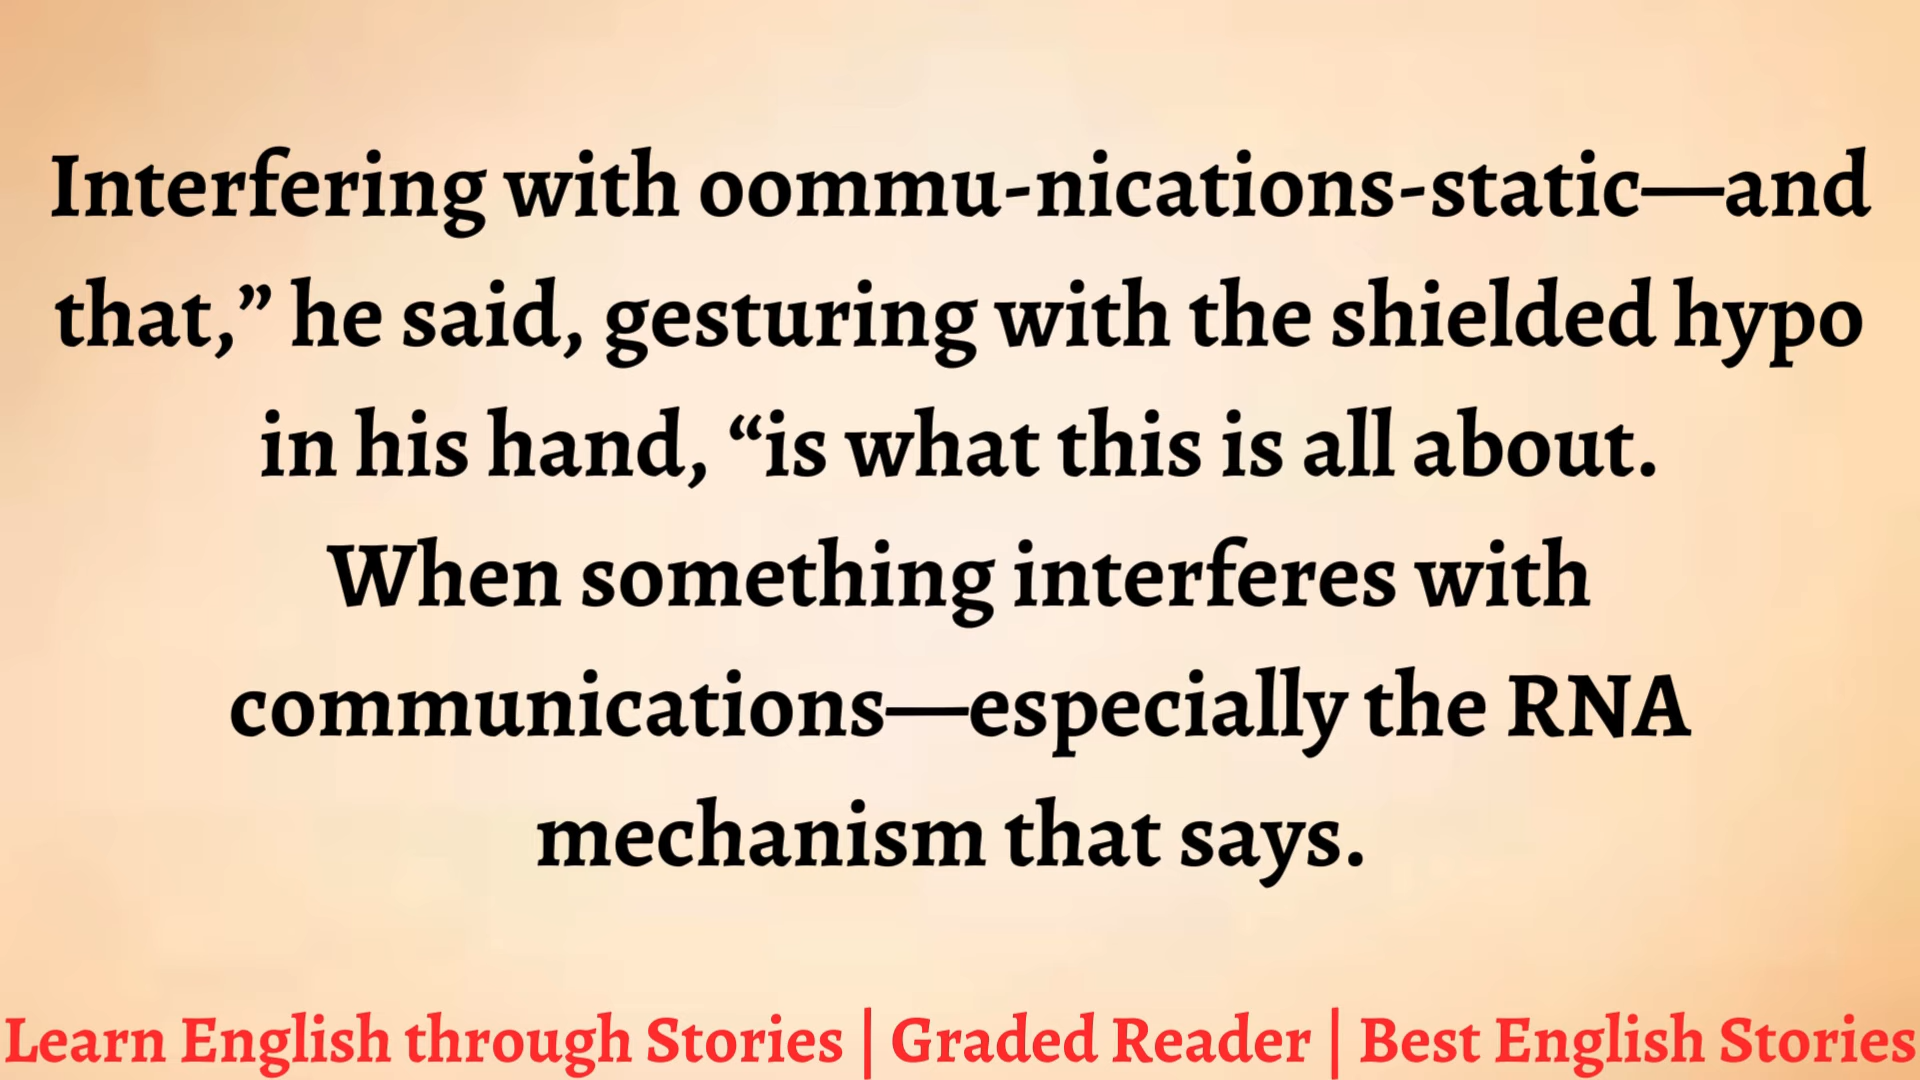 Interfering with oommu-nications-static—and
that,” he said, gesturing with the shielded hypo
in his hand, “is what this is all about.
When something interferes with
communications—especially the RNA
mechanism that says.
Learn English through Stories | Graded Reader | Best English Stories